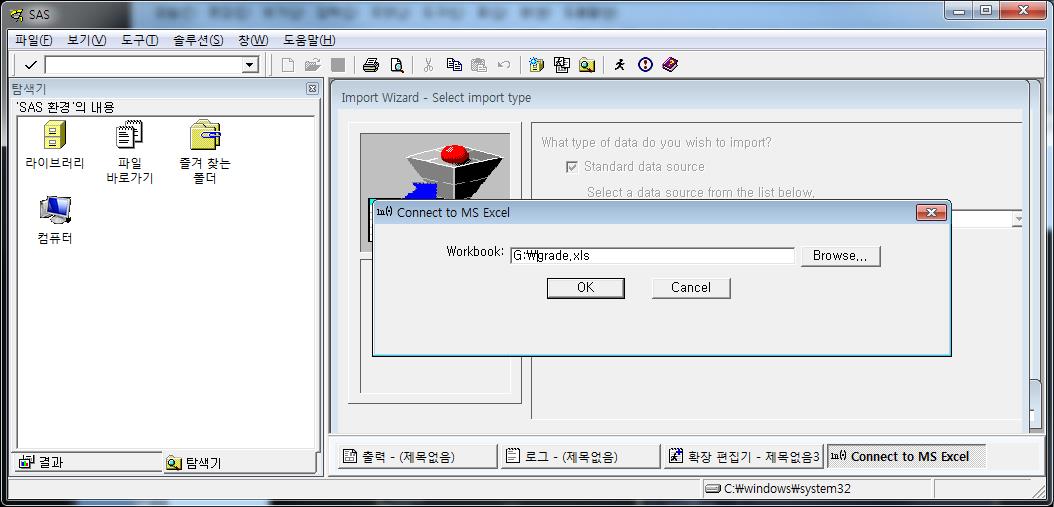 SAS
파일(F) 보기(V) 도구(T) 솔루션(S) 창(W) 도움말(H)
탐색기
'SAS 환경'의 내용
라이브러리
파일
바로가기
즐겨 찾는
폴더
컴퓨터
결과
탐색기
Import Wizard - Select import type
What type of data do you wish to import?
Standard data source
Select a data source from the list below.
Connect to MS Excel
Workbook: G:₩grade.xls Browse...
OK Cancel
출력 - (제목없음) 로그 - (제목없음) 확장 편집기 - 제목없음3 Connect to MS Excel
C:₩windows₩system32